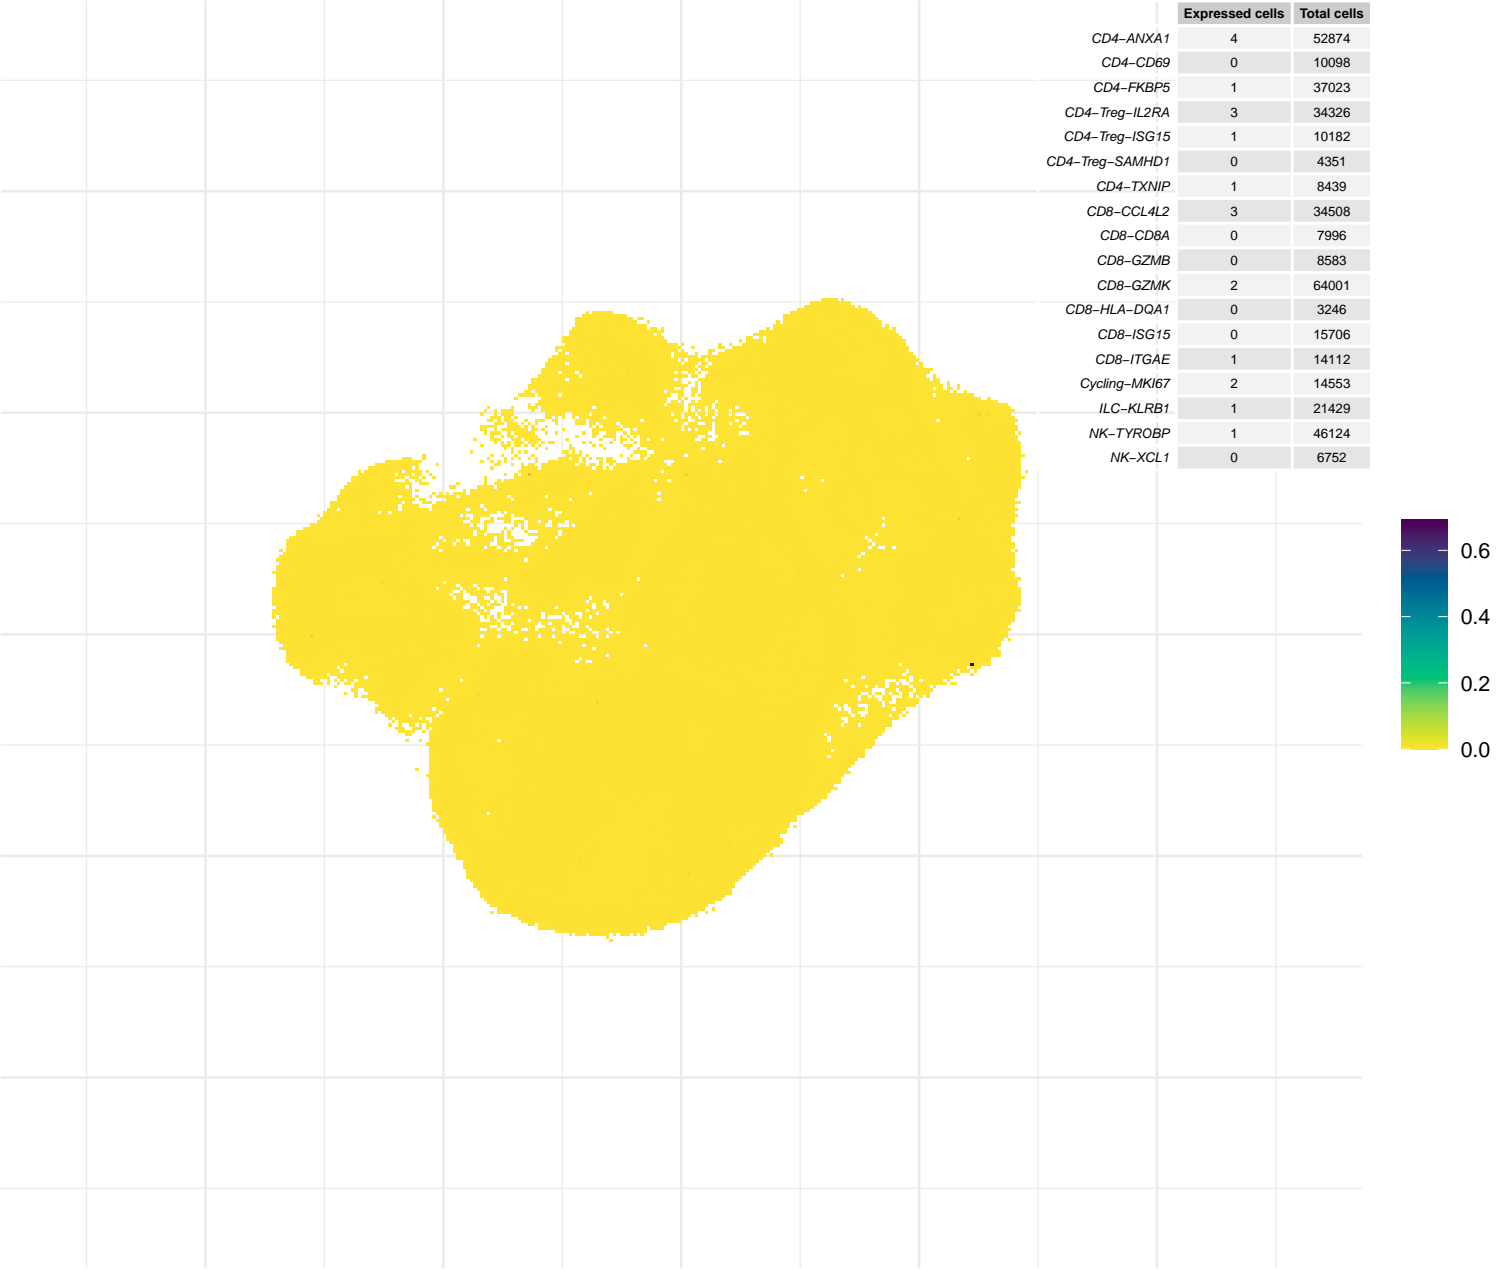 Expressed cells Total cells
CD4−ANXA1 4 52874
CD4−CD69 0 10098
CD4−FKBP5 1 37023
CD4−Treg−IL2RA 3 34326
CD4−Treg−ISG15 1 10182
CD4−Treg−SAMHD1 0 4351
CD4−TXNIP 1 8439
CD8−CCL4L2 3 34508
CD8−CD8A 0 7996
CD8−GZMB 0 8583
CD8−GZMK 2 64001
CD8−HLA−DQA1 0 3246
CD8−ISG15 0 15706
CD8−ITGAE 1 14112
Cycling−MKI67 2 14553
ILC−KLRB1 1 21429
NK−TYROBP 1 46124
NK−XCL1 0 6752
0.6
0.4
0.2
0.0